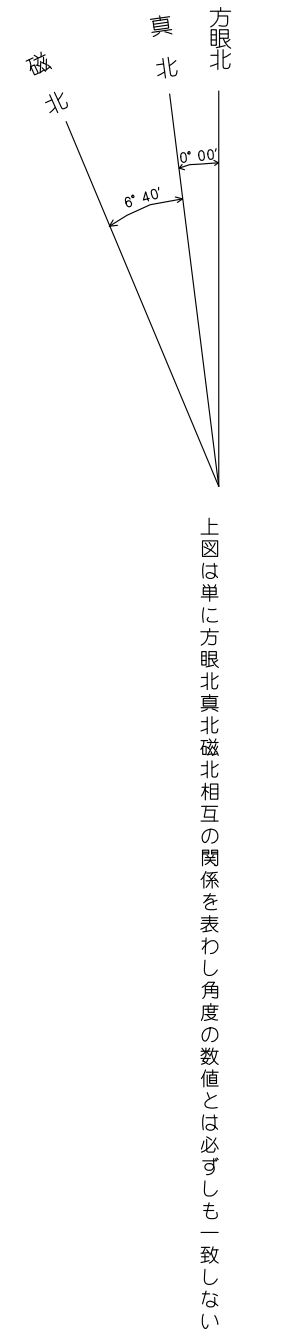 方眼北
真北
磁北
0° 00′
6° 40′
上図は単に方眼北真北磁北相互の関係を表わし角度の数値とは必ずしも一致しない